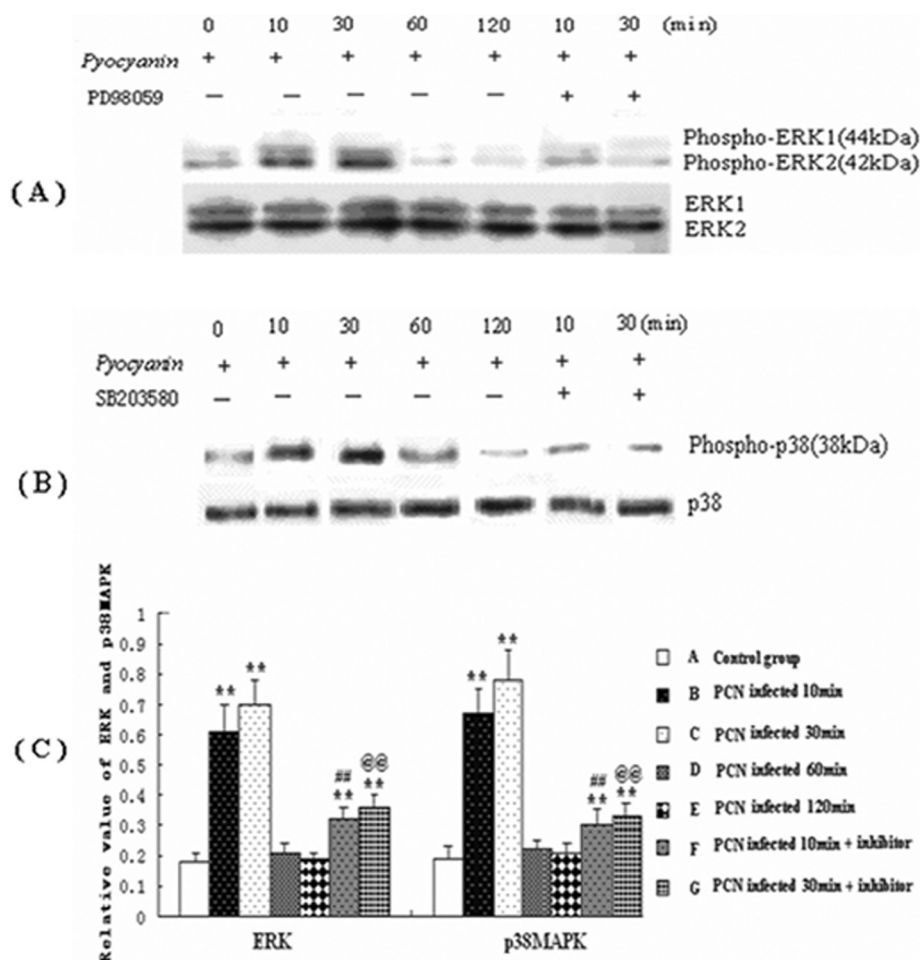 0 10 30 60 120 10 30 (min)
Pyocyanin + + + + + + +
PD98059 − − − − − + +
Phospho-ERK1(44kDa)
Phospho-ERK2(42kDa)
(A)
ERK1
ERK2
0 10 30 60 120 10 30 (min)
Pyocyanin + + + + + + +
SB203580 − − − − − + +
Phospho-p38(38kDa)
(B)
p38
(C)
Relative value of ERK and p38MAPK
1
0.9
0.8
0.7
0.6
0.5
0.4
0.3
0.2
0.1
0
** ** ## ** @@ **
** ** ## ** @@ **
ERK p38MAPK
A Control group
B PCN infected 10min
C PCN infected 30min
D PCN infected 60min
E PCN infected 120min
F PCN infected 10min + inhibitor
G PCN infected 30min + inhibitor